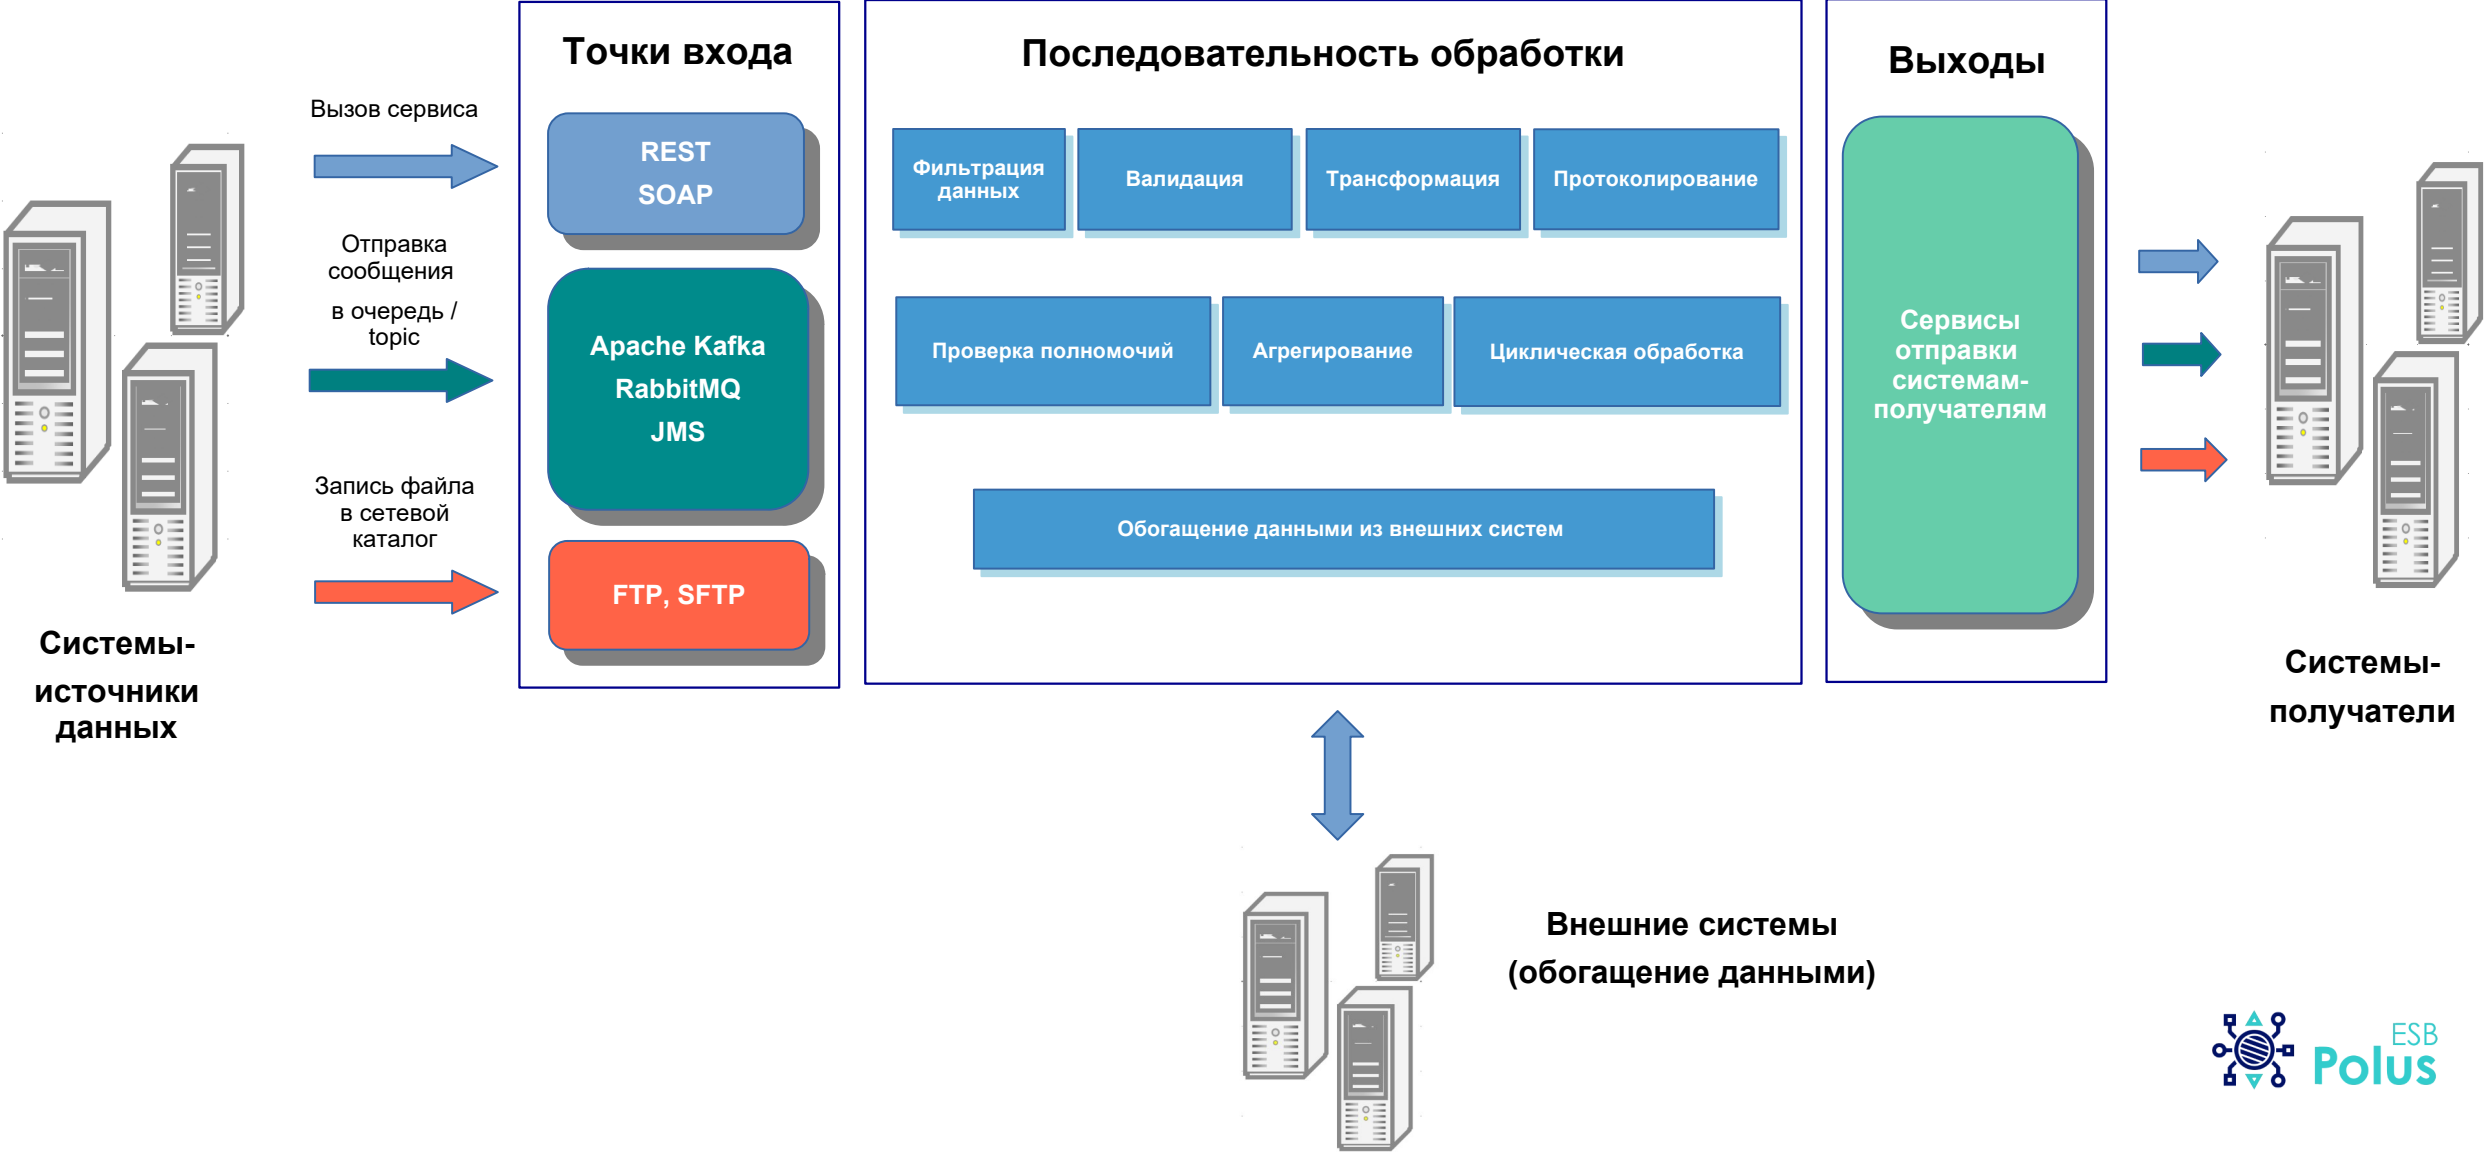 Точки входа
Последовательность обработки
Выходы
Вызов сервиса
REST
SOAP
Отправка
сообщения
в очередь /
topic
Apache Kafka
RabbitMQ
JMS
Запись файла
в сетевой
каталог
FTP, SFTP
Системы-
источники
данных
Фильтрация
данных
Валидация
Трансформация
Протоколирование
Проверка полномочий
Агрегирование
Циклическая обработка
Обогащение данными из внешних систем
Сервисы
отправки
системам-
получателям
Системы-
получатели
Внешние системы
(обогащение данными)
ESB
Polus